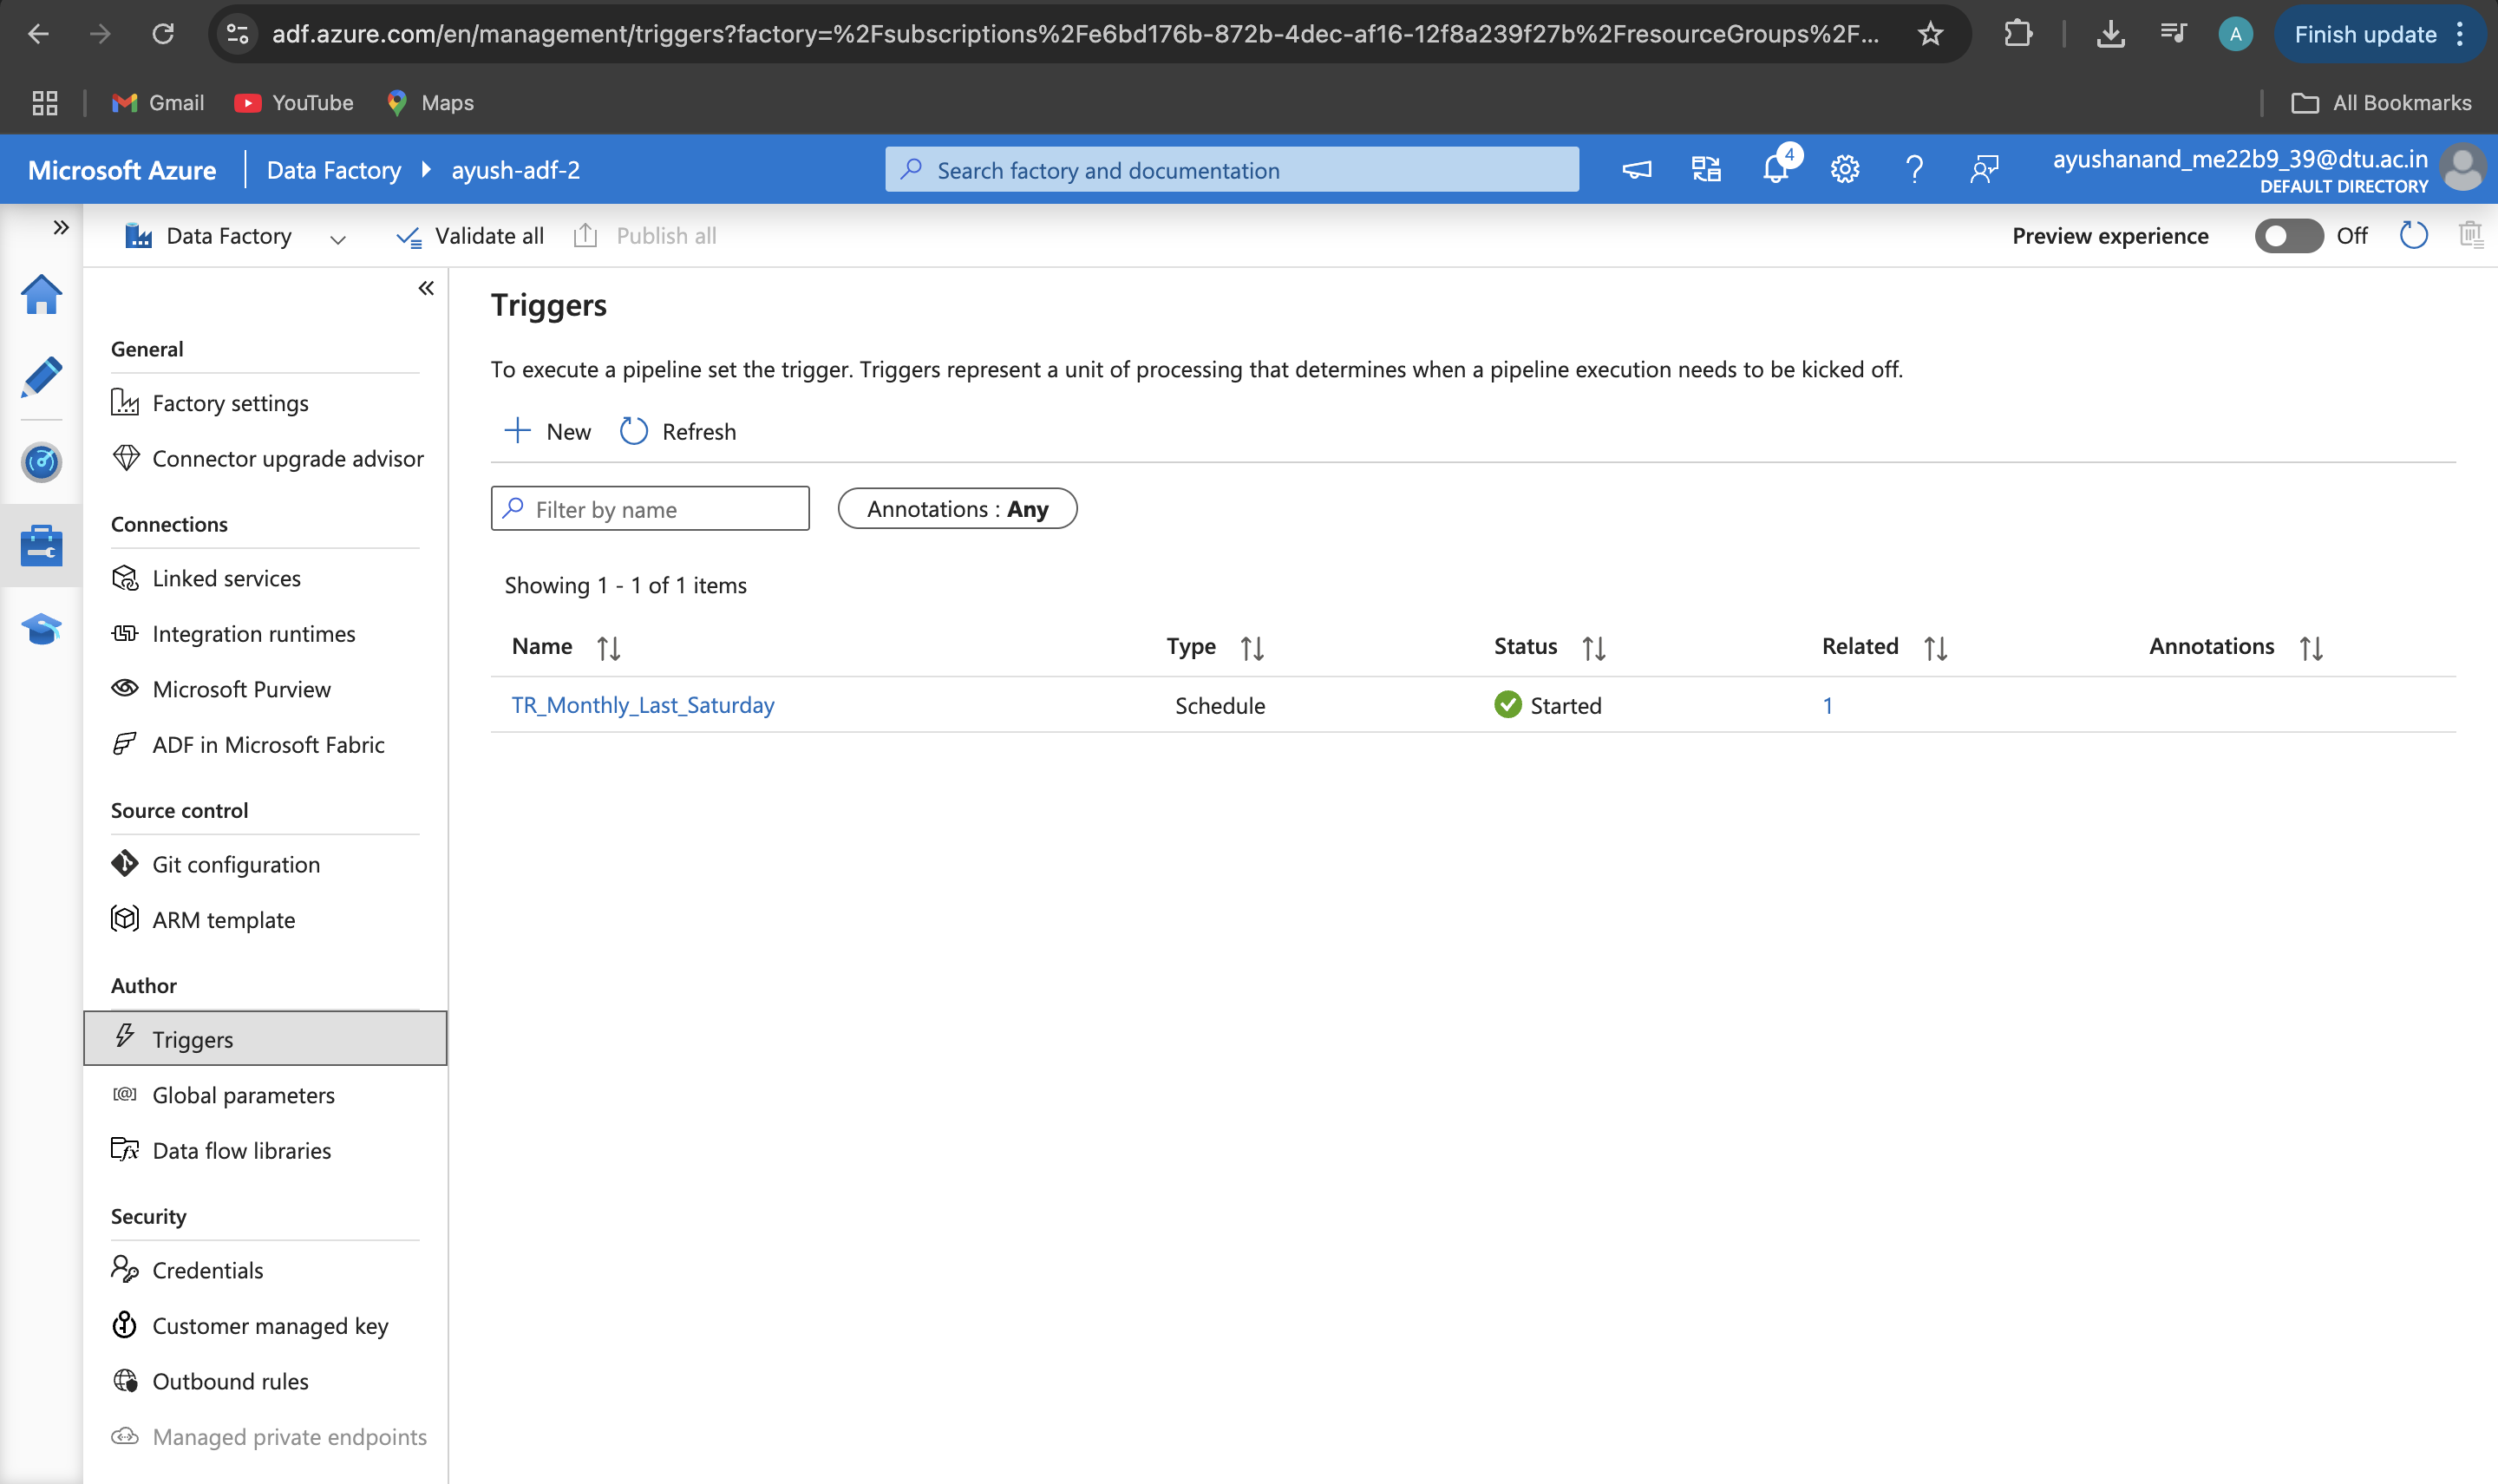 adf.azure.com/en/management/triggers?factory=%2Fsubscriptions%2Fe6bd176b-872b-4dec-af16-12f8a239f27b%2FresourceGroups%2F...
A
Finish update
Gmail
YouTube
Maps
All Bookmarks
Microsoft Azure
Data Factory
ayush-adf-2
Search factory and documentation
4
ayushanand_me22b9_39@dtu.ac.in
DEFAULT DIRECTORY
Data Factory
Validate all
Publish all
Preview experience
Off
General
Factory settings
Connector upgrade advisor
Connections
Linked services
Integration runtimes
Microsoft Purview
ADF in Microsoft Fabric
Source control
Git configuration
ARM template
Author
Triggers
Global parameters
Data flow libraries
Security
Credentials
Customer managed key
Outbound rules
Managed private endpoints
Triggers
To execute a pipeline set the trigger. Triggers represent a unit of processing that determines when a pipeline execution needs to be kicked off.
New
Refresh
Filter by name
Annotations : Any
Showing 1 - 1 of 1 items
Name Type Status Related Annotations
TR_Monthly_Last_Saturday Schedule Started 1